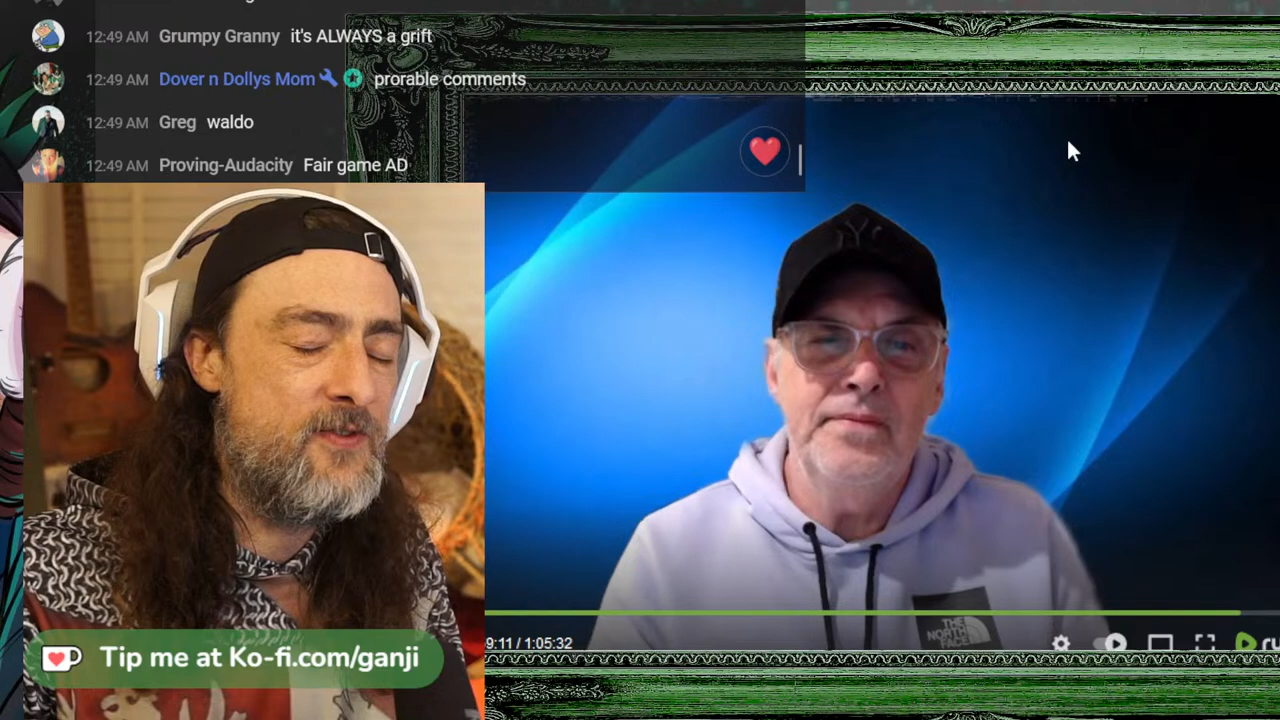 12:49 AM Grumpy Granny it's ALWAYS a grift
12:49 AM Dover n Dollys Mom prorable comments
12:49 AM Greg waldo
12:49 AM Proving-Audacity Fair game AD
9:11 / 1:05:32
THE
NORTH
FACE
Tip me at Ko-fi.com/ganji